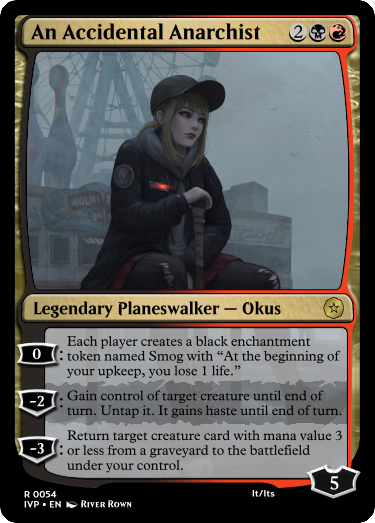 An Accidental Anarchist 2
Legendary Planeswalker — Okus
0: Each player creates a black enchantment
token named Smog with “At the beginning of
your upkeep, you lose 1 life.”
-2: Gain control of target creature until end of
turn. Untap it. It gains haste until end of turn.
-3: Return target creature card with mana value 3
or less from a graveyard to the battlefield
under your control.
5
R 0054 It/Its
IVP • EN River Rown